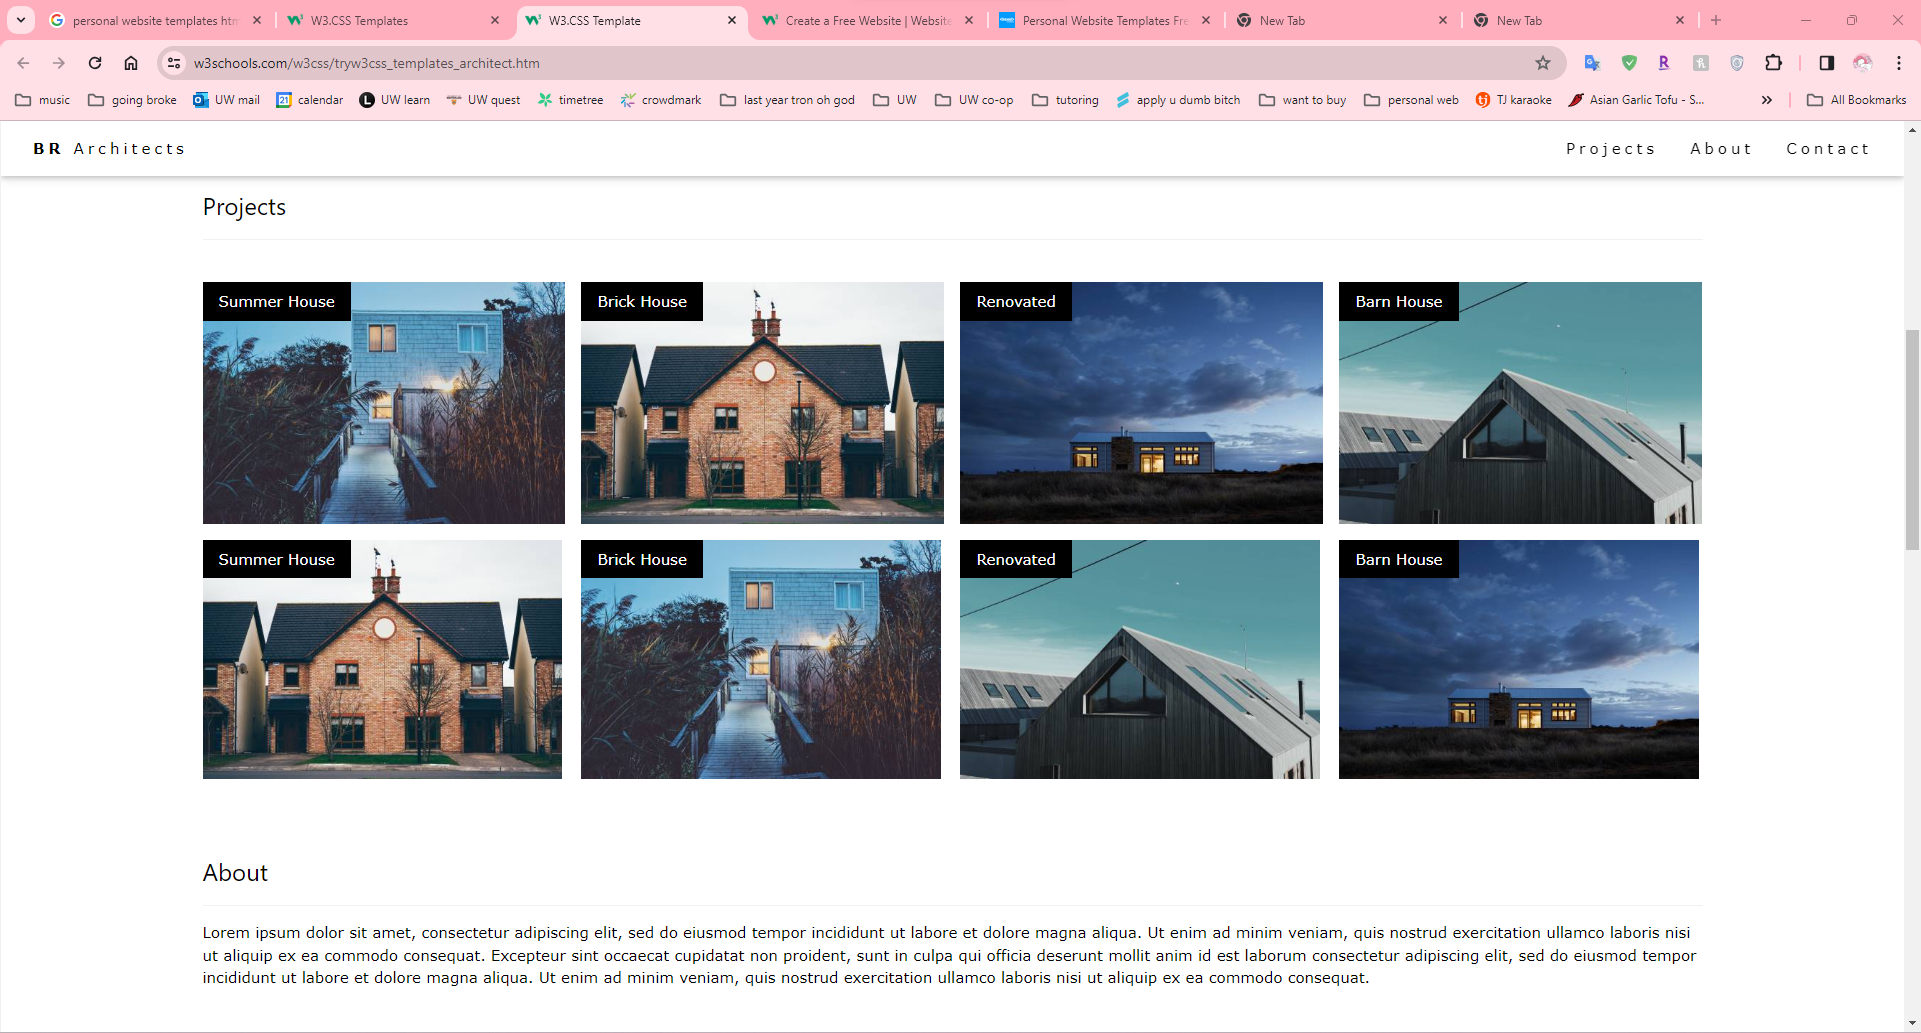 personal website templates htm
W3.CSS Templates
W3.CSS Template
Create a Free Website | Website
Personal Website Templates Fre
New Tab
New Tab
w3schools.com/w3css/tryw3css_templates_architect.htm
music
going broke
UW mail
calendar
UW learn
UW quest
timetree
crowdmark
last year tron oh god
UW
UW co-op
tutoring
apply u dumb bitch
want to buy
personal web
TJ karaoke
Asian Garlic Tofu - S...
All Bookmarks
BR Architects
Projects
About
Contact
Projects
Summer House
Brick House
Renovated
Barn House
Summer House
Brick House
Renovated
Barn House
About
Lorem ipsum dolor sit amet, consectetur adipiscing elit, sed do eiusmod tempor incididunt ut labore et dolore magna aliqua. Ut enim ad minim veniam, quis nostrud exercitation ullamco laboris nisi
ut aliquip ex ea commodo consequat. Excepteur sint occaecat cupidatat non proident, sunt in culpa qui officia deserunt mollit anim id est laborum consectetur adipiscing elit, sed do eiusmod tempor
incididunt ut labore et dolore magna aliqua. Ut enim ad minim veniam, quis nostrud exercitation ullamco laboris nisi ut aliquip ex ea commodo consequat.